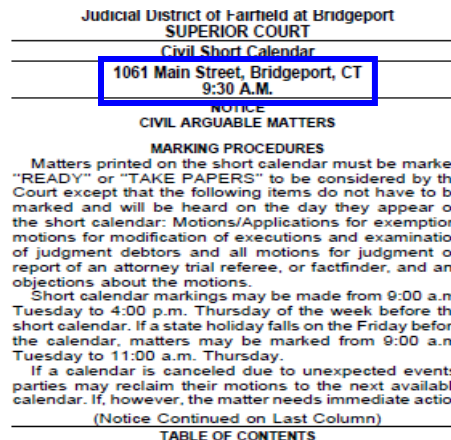 Judicial District of Fairfield at Bridgeport
SUPERIOR COURT
Civil Short Calendar
1061 Main Street, Bridgeport, CT
9:30 A.M.
NOTICE
CIVIL ARGUABLE MATTERS
MARKING PROCEDURES
Matters printed on the short calendar must be marke
"READY" or "TAKE PAPERS" to be considered by th
Court except that the following items do not have to b
marked and will be heard on the day they appear o
the short calendar: Motions/Applications for exemption
motions for modification of executions and examinatio
of judgment debtors and all motions for judgment o
report of an attorney trial referee, or factfinder, and an
objections about the motions.
Short calendar markings may be made from 9:00 a.m
Tuesday to 4:00 p.m. Thursday of the week before th
short calendar. If a state holiday falls on the Friday befor
the calendar, matters may be marked from 9:00 a.m
Tuesday to 11:00 a.m. Thursday.
If a calendar is canceled due to unexpected events
parties may reclaim their motions to the next availabl
calendar. If, however, the matter needs immediate actio
(Notice Continued on Last Column)
TABLE OF CONTENTS